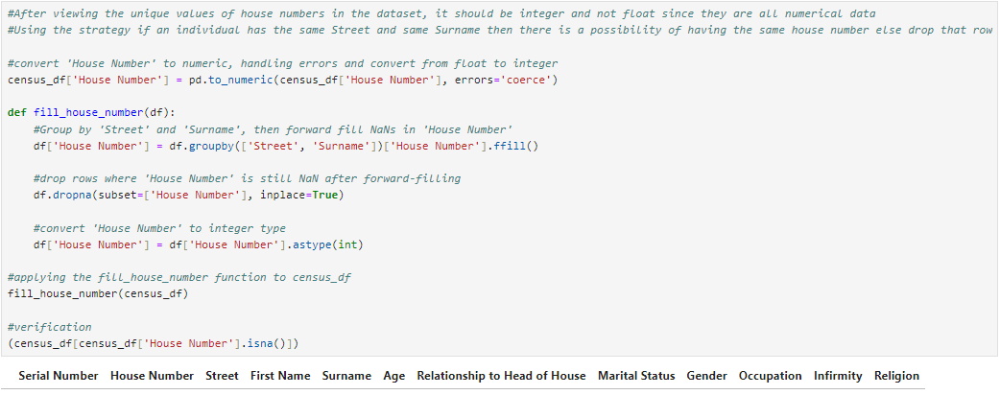 #After viewing the unique values of house numbers in the dataset, it should be integer and not float since they are all numerical data
#Using the strategy if an individual has the same Street and same Surname then there is a possibility of having the same house number else drop that row
#convert 'House Number' to numeric, handling errors and convert from float to integer
census_df['House Number'] = pd.to_numeric(census_df['House Number'], errors='coerce')
def fill_house_number(df):
    #Group by 'Street' and 'Surname', then forward fill NaNs in 'House Number'
    df['House Number'] = df.groupby(['Street', 'Surname'])['House Number'].ffill()
    #drop rows where 'House Number' is still NaN after forward-filling
    df.dropna(subset=['House Number'], inplace=True)
    #convert 'House Number' to integer type
    df['House Number'] = df['House Number'].astype(int)
#applying the fill_house_number function to census_df
fill_house_number(census_df)
#verification
(census_df[census_df['House Number'].isna()])
Serial Number House Number Street First Name Surname Age Relationship to Head of House Marital Status Gender Occupation Infirmity Religion